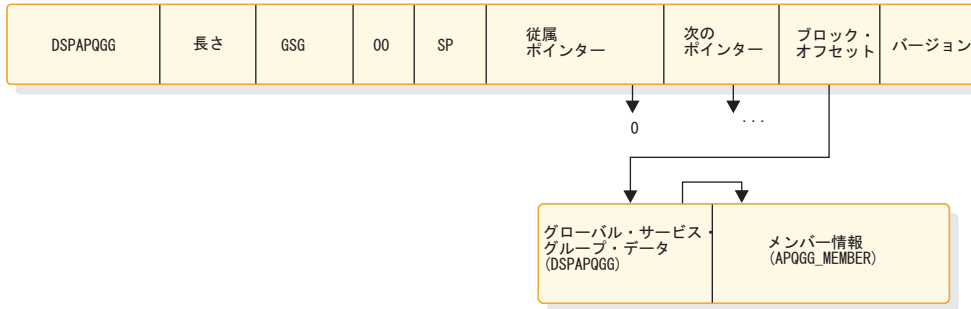 DSPAPQGG
長さ
GSG
00
SP
従属
ポインター
次の
ポインター
ブロック・
オフセット
バージョン
0
...
グローバル・サービス・
グループ・データ
(DSPAPQGG)
メンバー情報
(APQGG_MEMBER)